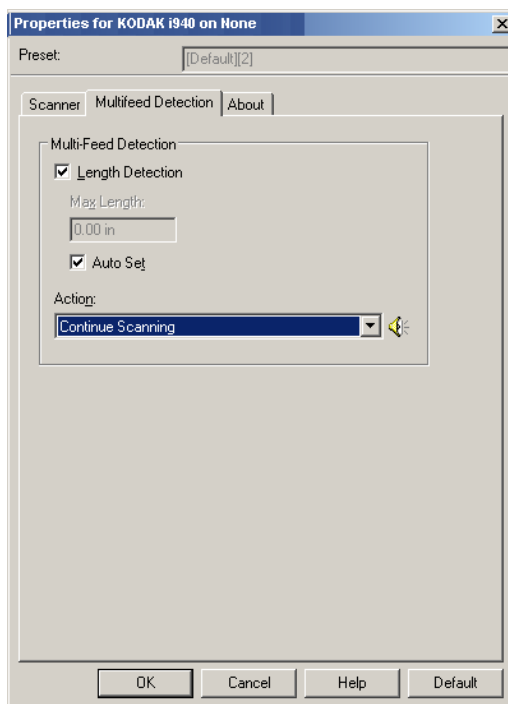 Properties for KODAK i940 on None
Preset: [Default][2]
Scanner Multifeed Detection About
Multi-Feed Detection
Length Detection
Max Length:
0.00 in
Auto Set
Action:
Continue Scanning
OK Cancel Help Default